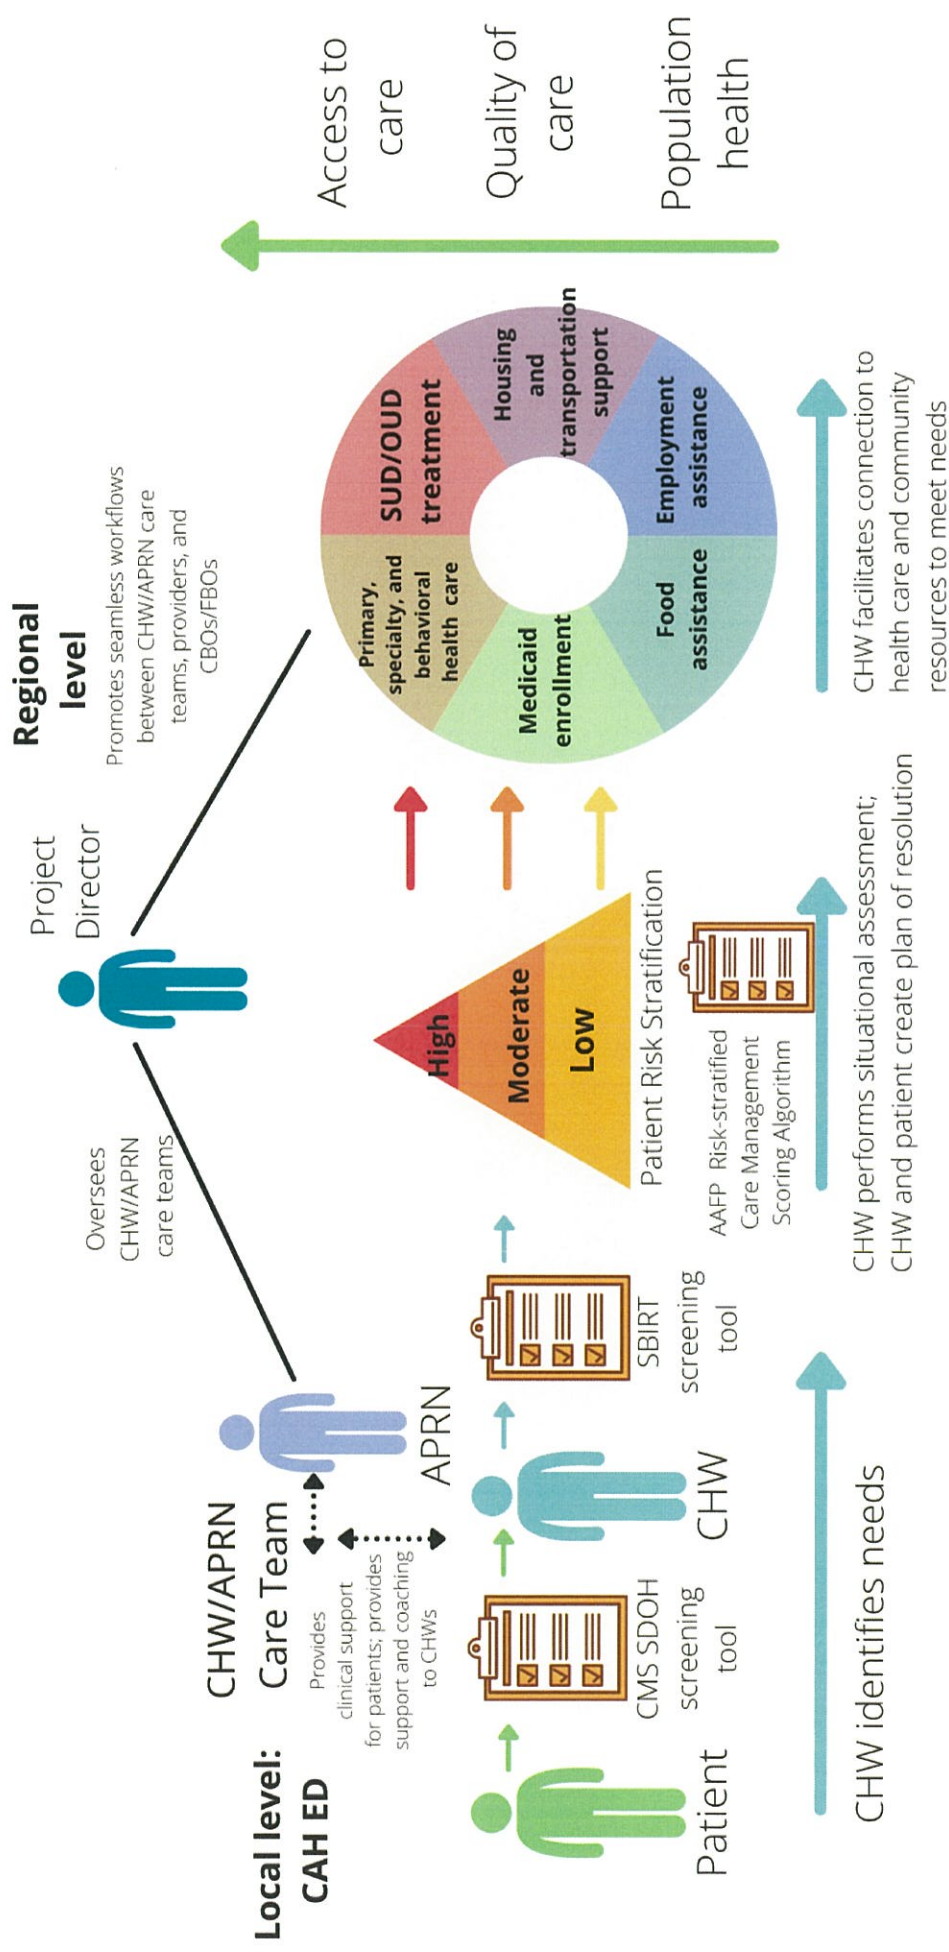 Regional
level
Project
Director
Promotes seamless workflows
between CHW/APRN care
teams, providers, and
CBOs/FBOs
Oversees
CHW/APRN
care teams
Local level:
CAH ED
CHW/APRN
Care Team
Provides
clinical support
for patients; provides
support and coaching
to CHWs
APRN
Patient
CMS SDOH
screening
tool
CHW
SBIRT
screening
tool
High
Moderate
Low
Patient Risk Stratification
AAFP Risk-stratified
Care Management
Scoring Algorithm
Primary,
specialty, and
behavioral
health care
SUD/OUD
treatment
Housing
and
transportation
support
Employment
assistance
Food
assistance
Medicaid
enrollment
Access to
care
Quality of
care
Population
health
CHW identifies needs
CHW performs situational assessment;
CHW and patient create plan of resolution
CHW facilitates connection to
health care and community
resources to meet needs